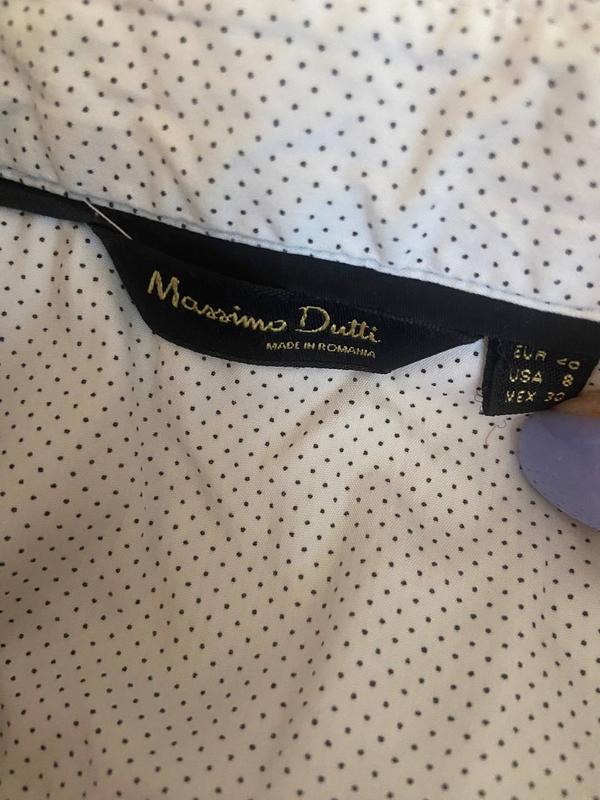 Massimo Dutti
MADE IN ROMANIA
EUR 40
USA 8
MEX 30